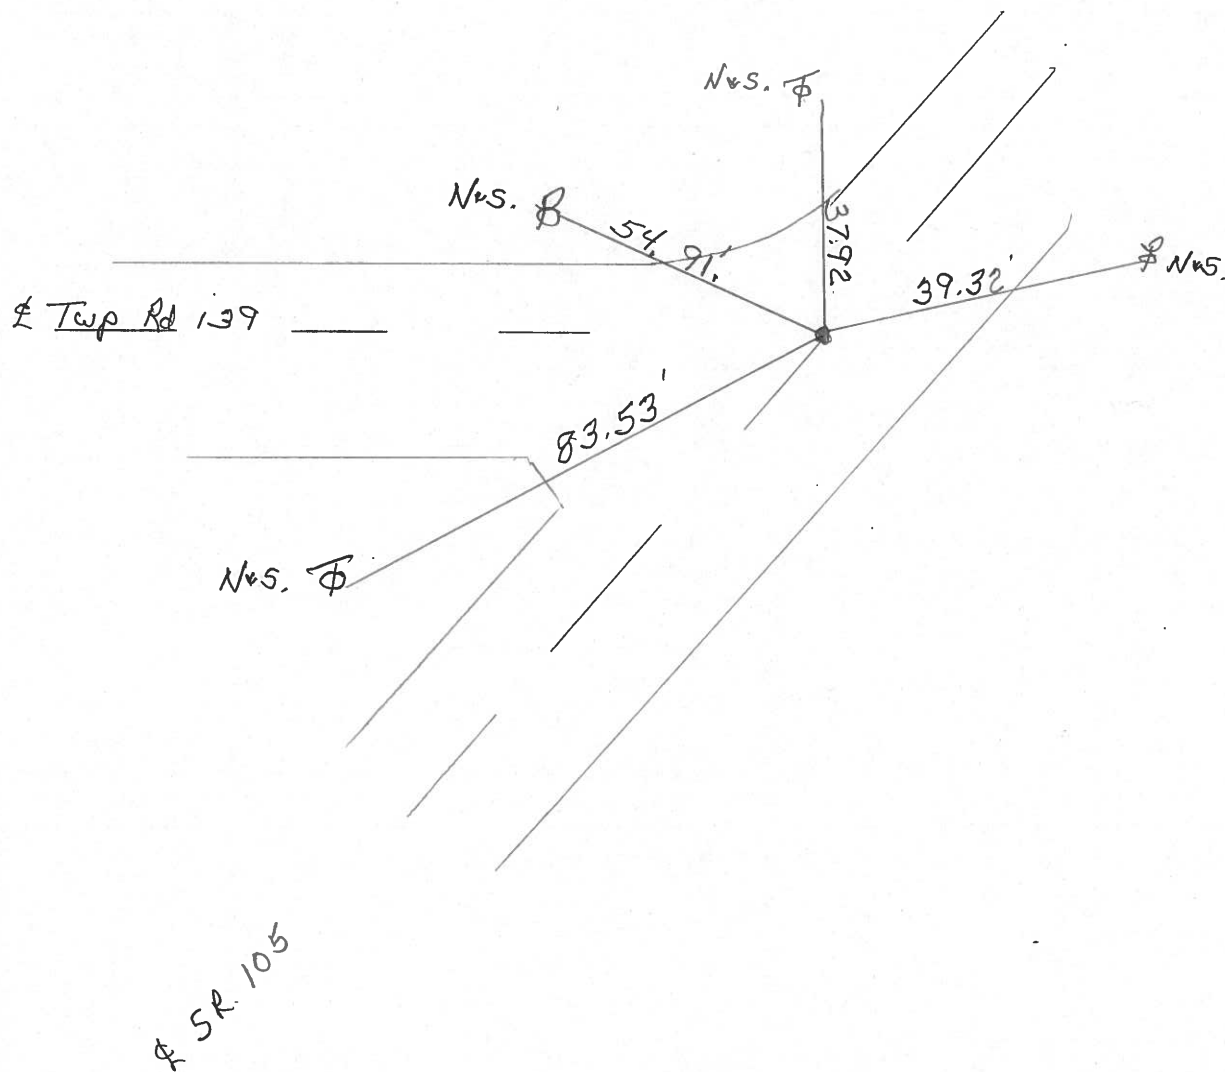 N&S.
N&S.
54.91'
37.92
39.32'
N&S.
℄ Twp Rd 139
83.53'
N&S.
℄ SR. 105